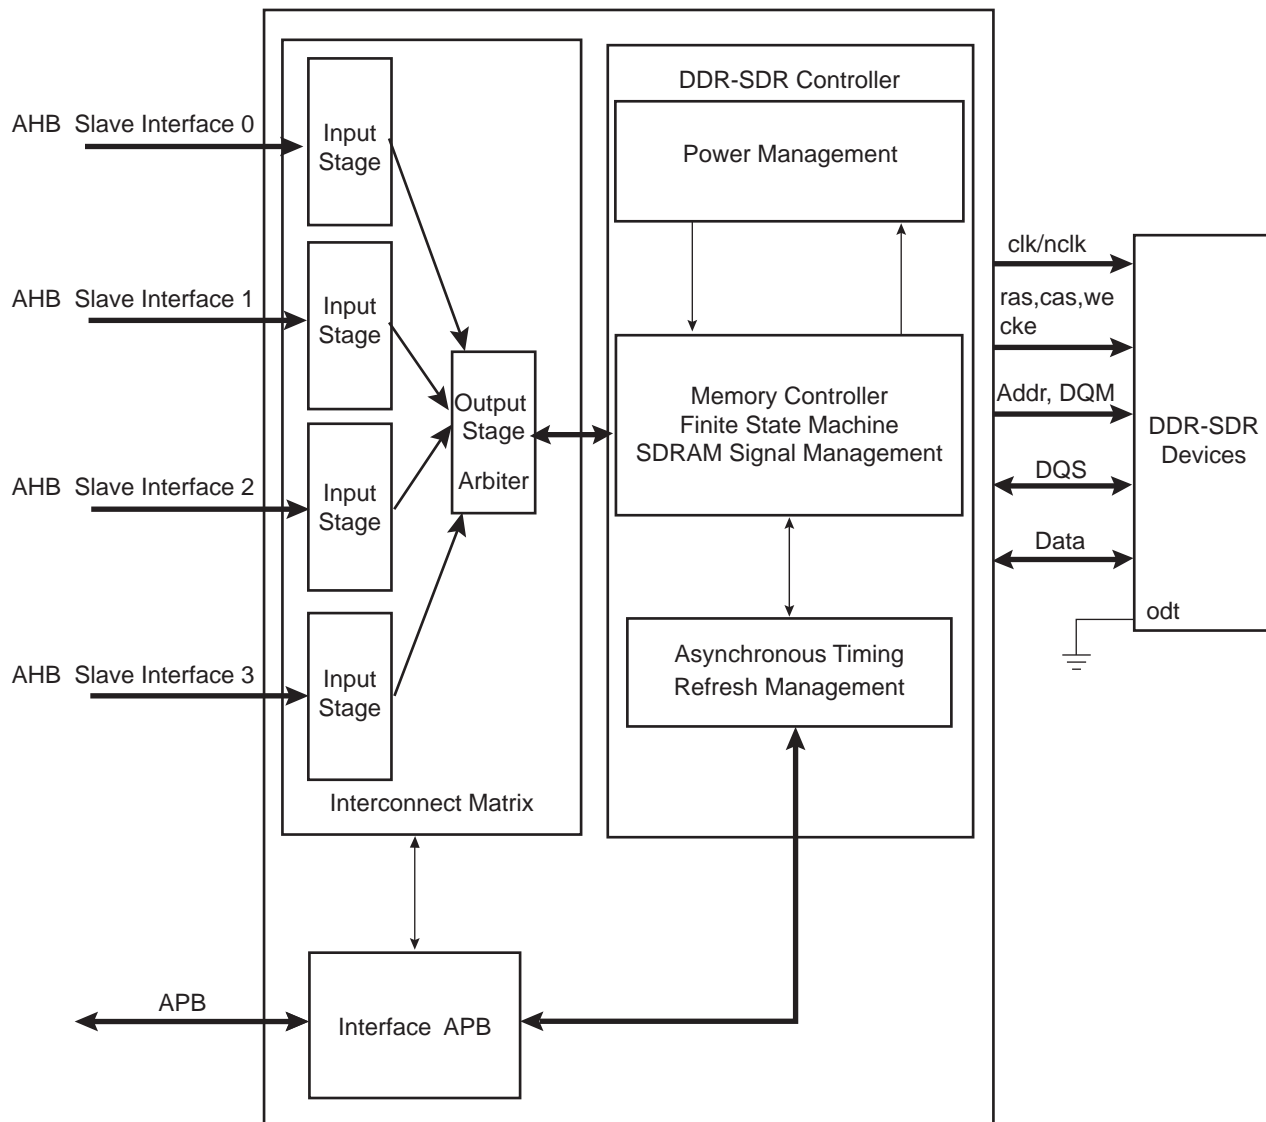 AHB Slave Interface 0
AHB Slave Interface 1
AHB Slave Interface 2
AHB Slave Interface 3
Input
Stage
Input
Stage
Input
Stage
Input
Stage
Output
Stage
Arbiter
Interconnect Matrix
DDR-SDR Controller
Power Management
Memory Controller
Finite State Machine
SDRAM Signal Management
Asynchronous Timing
Refresh Management
clk/nclk
ras,cas,we
cke
Addr, DQM
DQS
Data
odt
DDR-SDR
Devices
APB
Interface APB